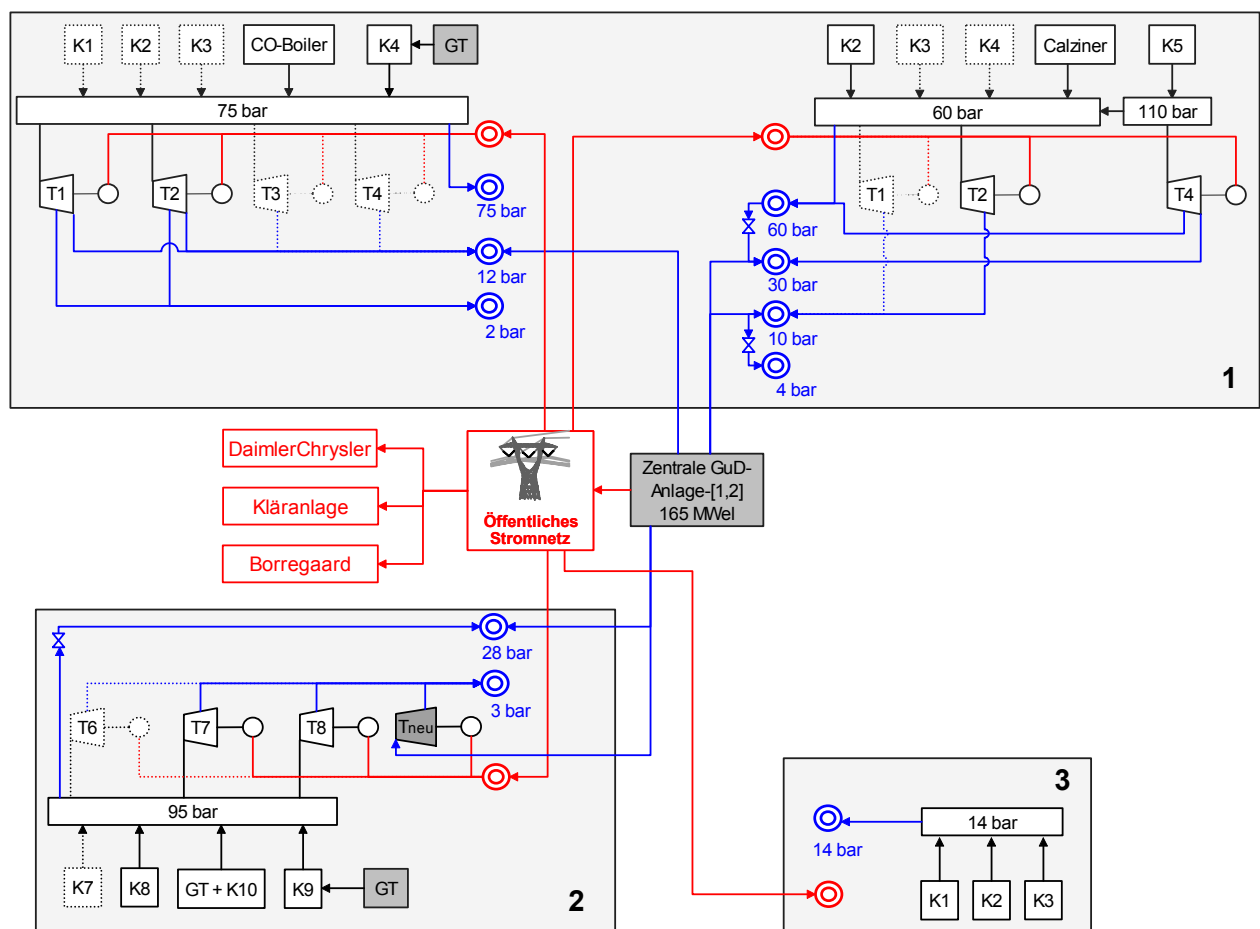 K1
K2
K3
CO-Boiler
K4
GT
K2
K3
K4
Calziner
K5
75 bar
60 bar
110 bar
T1
T2
T3
T4
75 bar
12 bar
2 bar
T1
T2
T4
60 bar
30 bar
10 bar
4 bar
1
DaimlerChrysler
Kläranlage
Borregaard
Öffentliches
Stromnetz
Zentrale GuD-
Anlage-[1,2]
165 MWel
28 bar
3 bar
T6
T7
T8
Tneu
95 bar
K7
K8
GT + K10
K9
GT
2
3
14 bar
14 bar
K1
K2
K3